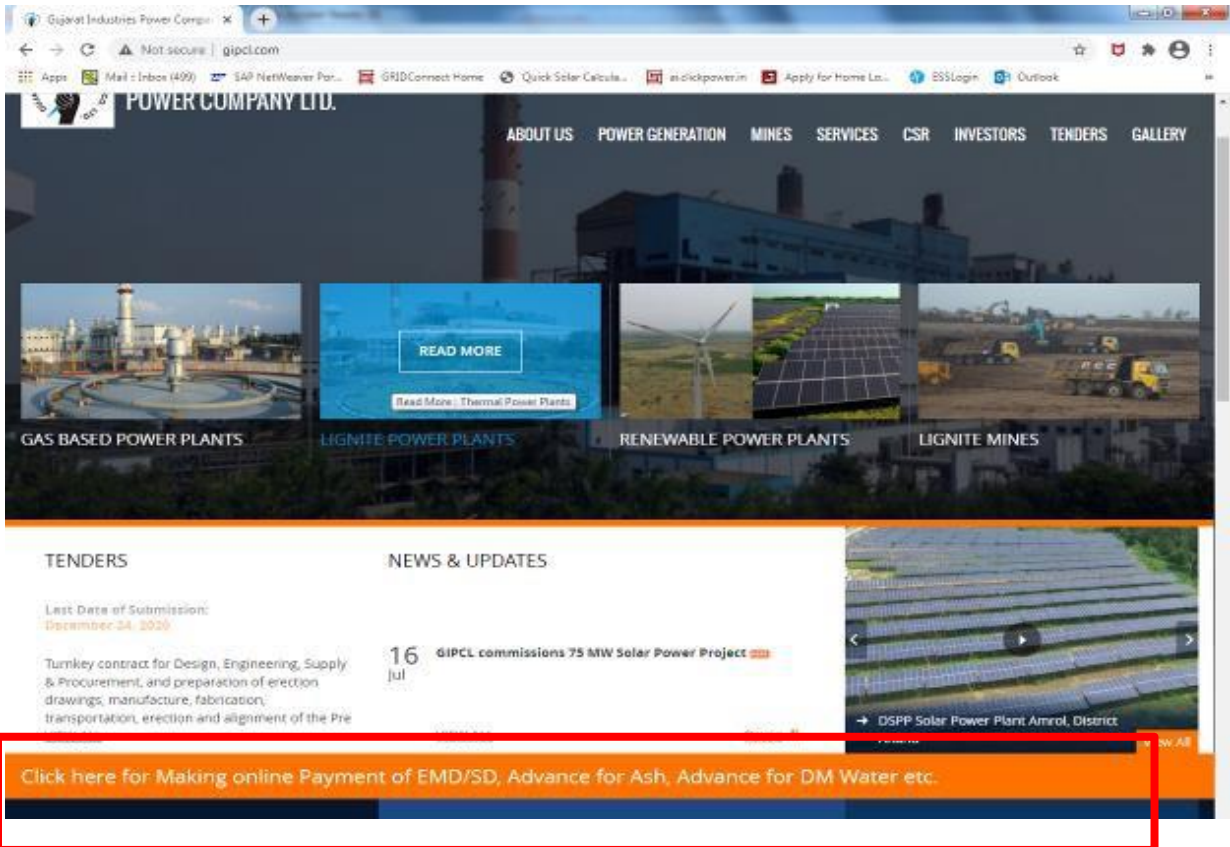 Gujarat Industries Power Compa
Not secure | gipcl.com
Apps Mail :: Inbox (499) SAP NetWeaver Por... GRIDConnect Home Quick Solar Calcula... Apply for Home Lo... ESSLogin Outlook
POWER COMPANY LTD.
ABOUT US POWER GENERATION MINES SERVICES CSR INVESTORS TENDERS GALLERY
READ MORE
Read More : Thermal Power Plants
GAS BASED POWER PLANTS LIGNITE POWER PLANTS RENEWABLE POWER PLANTS LIGNITE MINES
TENDERS
Last Date of Submission:
December 24, 2020
Turnkey contract for Design, Engineering, Supply
& Procurement, and preparation of erection
drawings, manufacture, fabrication,
transportation, erection and alignment of the Pre
NEWS & UPDATES
16
Jul
GIPCL commissions 75 MW Solar Power Project
→ DSPP Solar Power Plant Amrol, District
View All
Click here for Making online Payment of EMD/SD, Advance for Ash, Advance for DM Water etc.